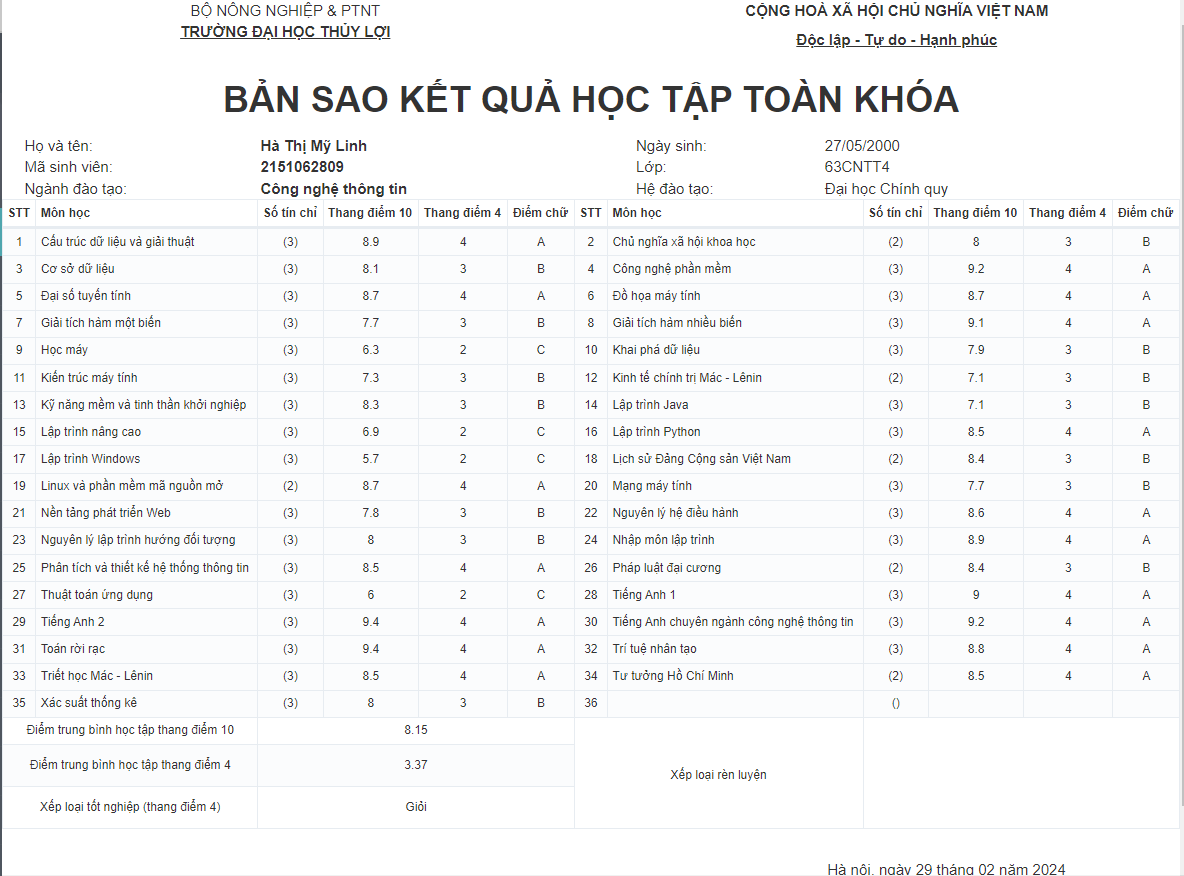 BỘ NÔNG NGHIỆP & PTNT
TRƯỜNG ĐẠI HỌC THỦY LỢI
CỘNG HOÀ XÃ HỘI CHỦ NGHĨA VIỆT NAM
Độc lập - Tự do - Hạnh phúc
BẢN SAO KẾT QUẢ HỌC TẬP TOÀN KHÓA
Họ và tên: Hà Thị Mỹ Linh Ngày sinh: 27/05/2000
Mã sinh viên: 2151062809 Lớp: 63CNTT4
Ngành đào tạo: Công nghệ thông tin Hệ đào tạo: Đại học Chính quy
STT Môn học Số tín chỉ Thang điểm 10 Thang điểm 4 Điểm chữ STT Môn học Số tín chỉ Thang điểm 10 Thang điểm 4 Điểm chữ
1 Cấu trúc dữ liệu và giải thuật (3) 8.9 4 A 2 Chủ nghĩa xã hội khoa học (2) 8 3 B
3 Cơ sở dữ liệu (3) 8.1 3 B 4 Công nghệ phần mềm (3) 9.2 4 A
5 Đại số tuyến tính (3) 8.7 4 A 6 Đồ họa máy tính (3) 8.7 4 A
7 Giải tích hàm một biến (3) 7.7 3 B 8 Giải tích hàm nhiều biến (3) 9.1 4 A
9 Học máy (3) 6.3 2 C 10 Khai phá dữ liệu (3) 7.9 3 B
11 Kiến trúc máy tính (3) 7.3 3 B 12 Kinh tế chính trị Mác - Lênin (2) 7.1 3 B
13 Kỹ năng mềm và tinh thần khởi nghiệp (3) 8.3 3 B 14 Lập trình Java (3) 7.1 3 B
15 Lập trình nâng cao (3) 6.9 2 C 16 Lập trình Python (3) 8.5 4 A
17 Lập trình Windows (3) 5.7 2 C 18 Lịch sử Đảng Cộng sản Việt Nam (2) 8.4 3 B
19 Linux và phần mềm mã nguồn mở (2) 8.7 4 A 20 Mạng máy tính (3) 7.7 3 B
21 Nền tảng phát triển Web (3) 7.8 3 B 22 Nguyên lý hệ điều hành (3) 8.6 4 A
23 Nguyên lý lập trình hướng đối tượng (3) 8 3 B 24 Nhập môn lập trình (3) 8.9 4 A
25 Phân tích và thiết kế hệ thống thông tin (3) 8.5 4 A 26 Pháp luật đại cương (2) 8.4 3 B
27 Thuật toán ứng dụng (3) 6 2 C 28 Tiếng Anh 1 (3) 9 4 A
29 Tiếng Anh 2 (3) 9.4 4 A 30 Tiếng Anh chuyên ngành công nghệ thông tin (3) 9.2 4 A
31 Toán rời rạc (3) 9.4 4 A 32 Trí tuệ nhân tạo (3) 8.8 4 A
33 Triết học Mác - Lênin (3) 8.5 4 A 34 Tư tưởng Hồ Chí Minh (2) 8.5 4 A
35 Xác suất thống kê (3) 8 3 B 36 ()
Điểm trung bình học tập thang điểm 10 8.15
Điểm trung bình học tập thang điểm 4 3.37
Xếp loại rèn luyện
Xếp loại tốt nghiệp (thang điểm 4) Giỏi
Hà nội, ngày 29 tháng 02 năm 2024